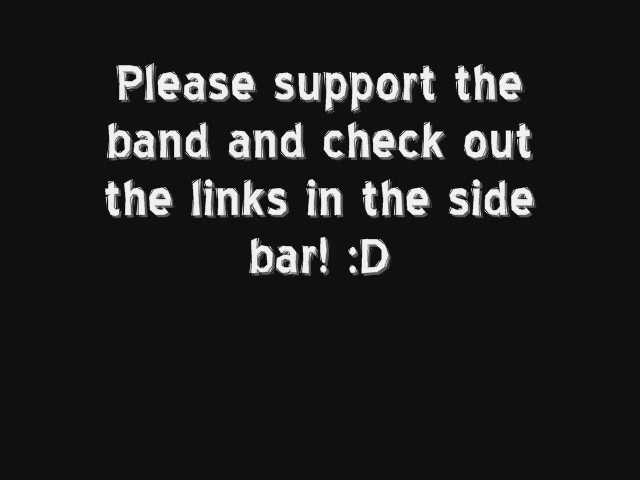 Please support the
band and check out
the links in the side
bar! :D